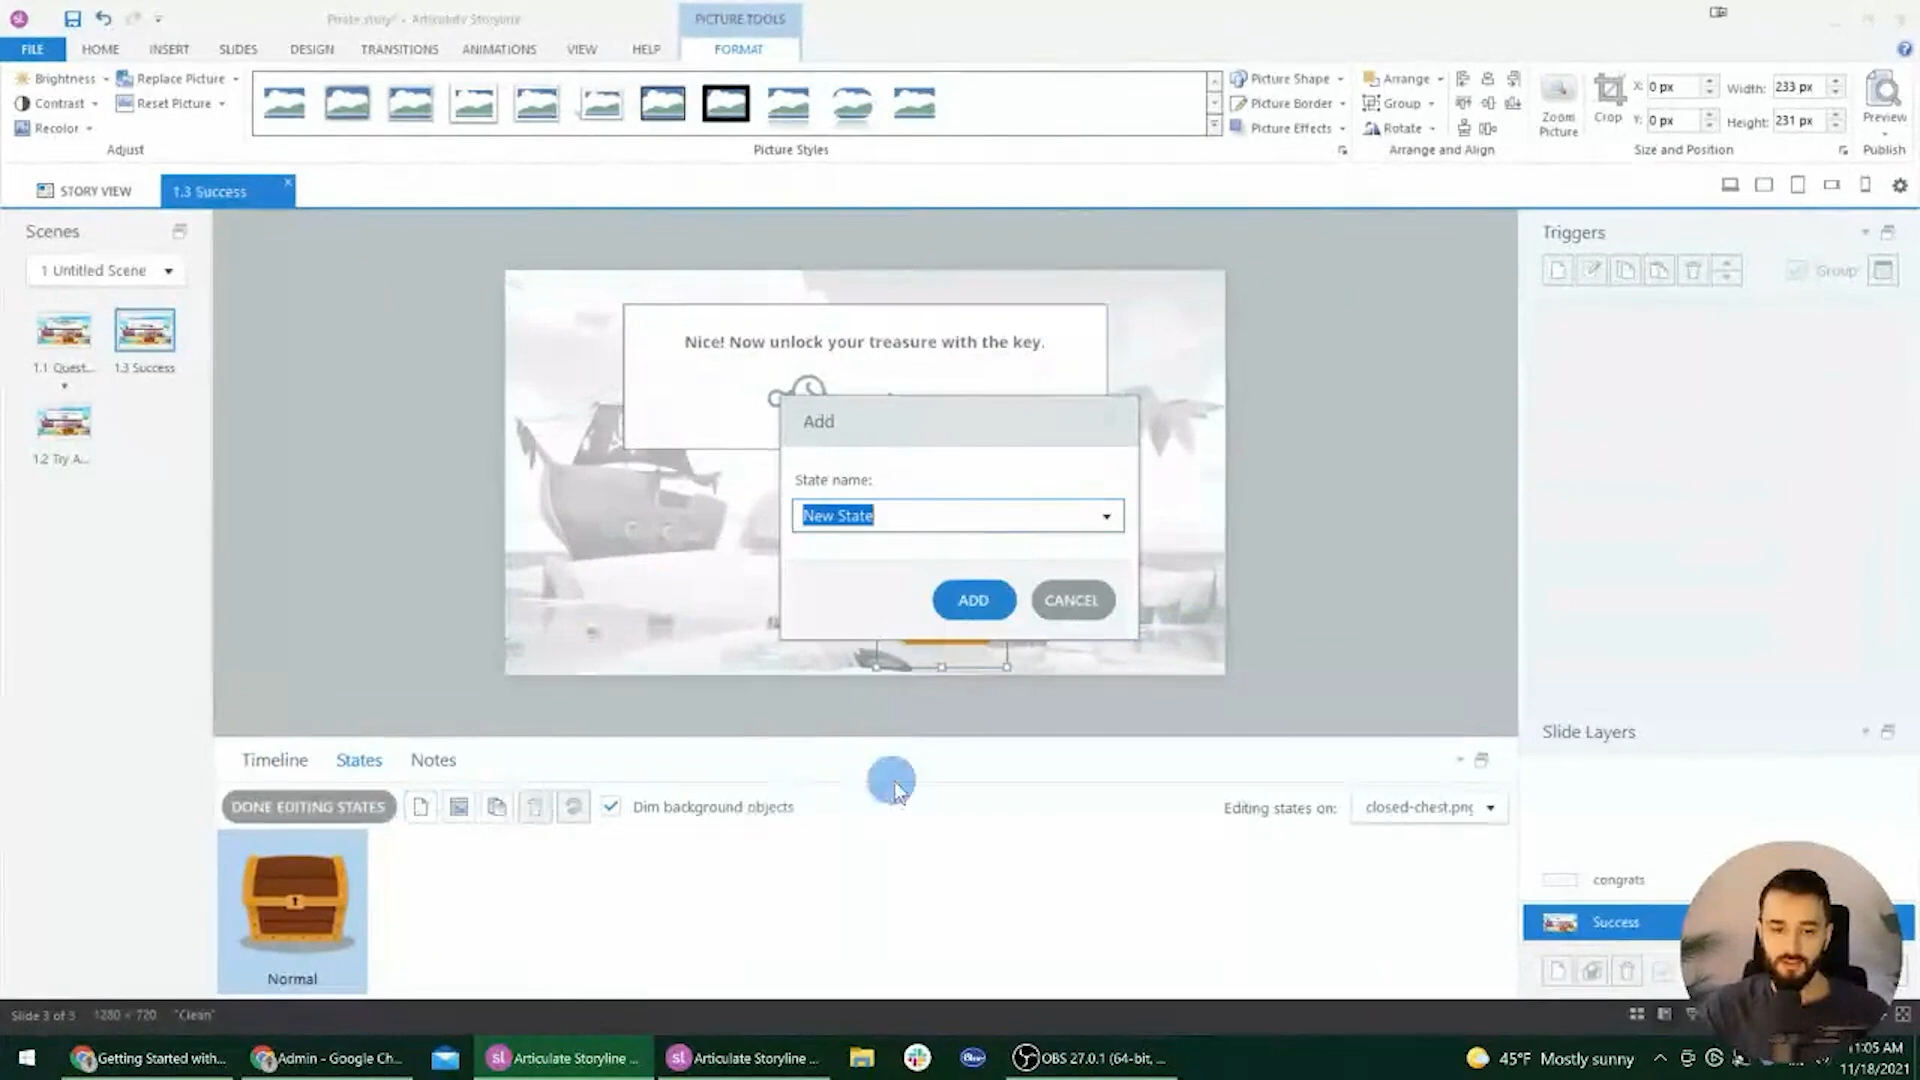 Pirate.story* - Articulate Storyline
PICTURE TOOLS
FILE HOME INSERT SLIDES DESIGN TRANSITIONS ANIMATIONS VIEW HELP FORMAT
Brightness Replace Picture
Contrast Reset Picture
Recolor
Adjust
Picture Styles
Picture Shape
Picture Border
Picture Effects
Arrange
Group
Rotate
Arrange and Align
Zoom Picture
Crop
X: 0 px Width: 233 px
Y: 0 px Height: 231 px
Size and Position
Preview
Publish
STORY VIEW 1.3 Success
Scenes
1 Untitled Scene
1.1 Quest... 1.3 Success
1.2 Try A...
Nice! Now unlock your treasure with the key.
Add
State name:
New State
ADD CANCEL
Triggers
Group
Timeline States Notes
DONE EDITING STATES Dim background objects Editing states on: closed-chest.png
Normal
Slide Layers
congrats
Success
Slide 3 of 3 1280 × 720 "Clean"
Getting Started with... Admin - Google Ch... Articulate Storyline ... Articulate Storyline ... OBS 27.0.1 (64-bit, ... 45°F Mostly sunny 11:05 AM
11/18/2021